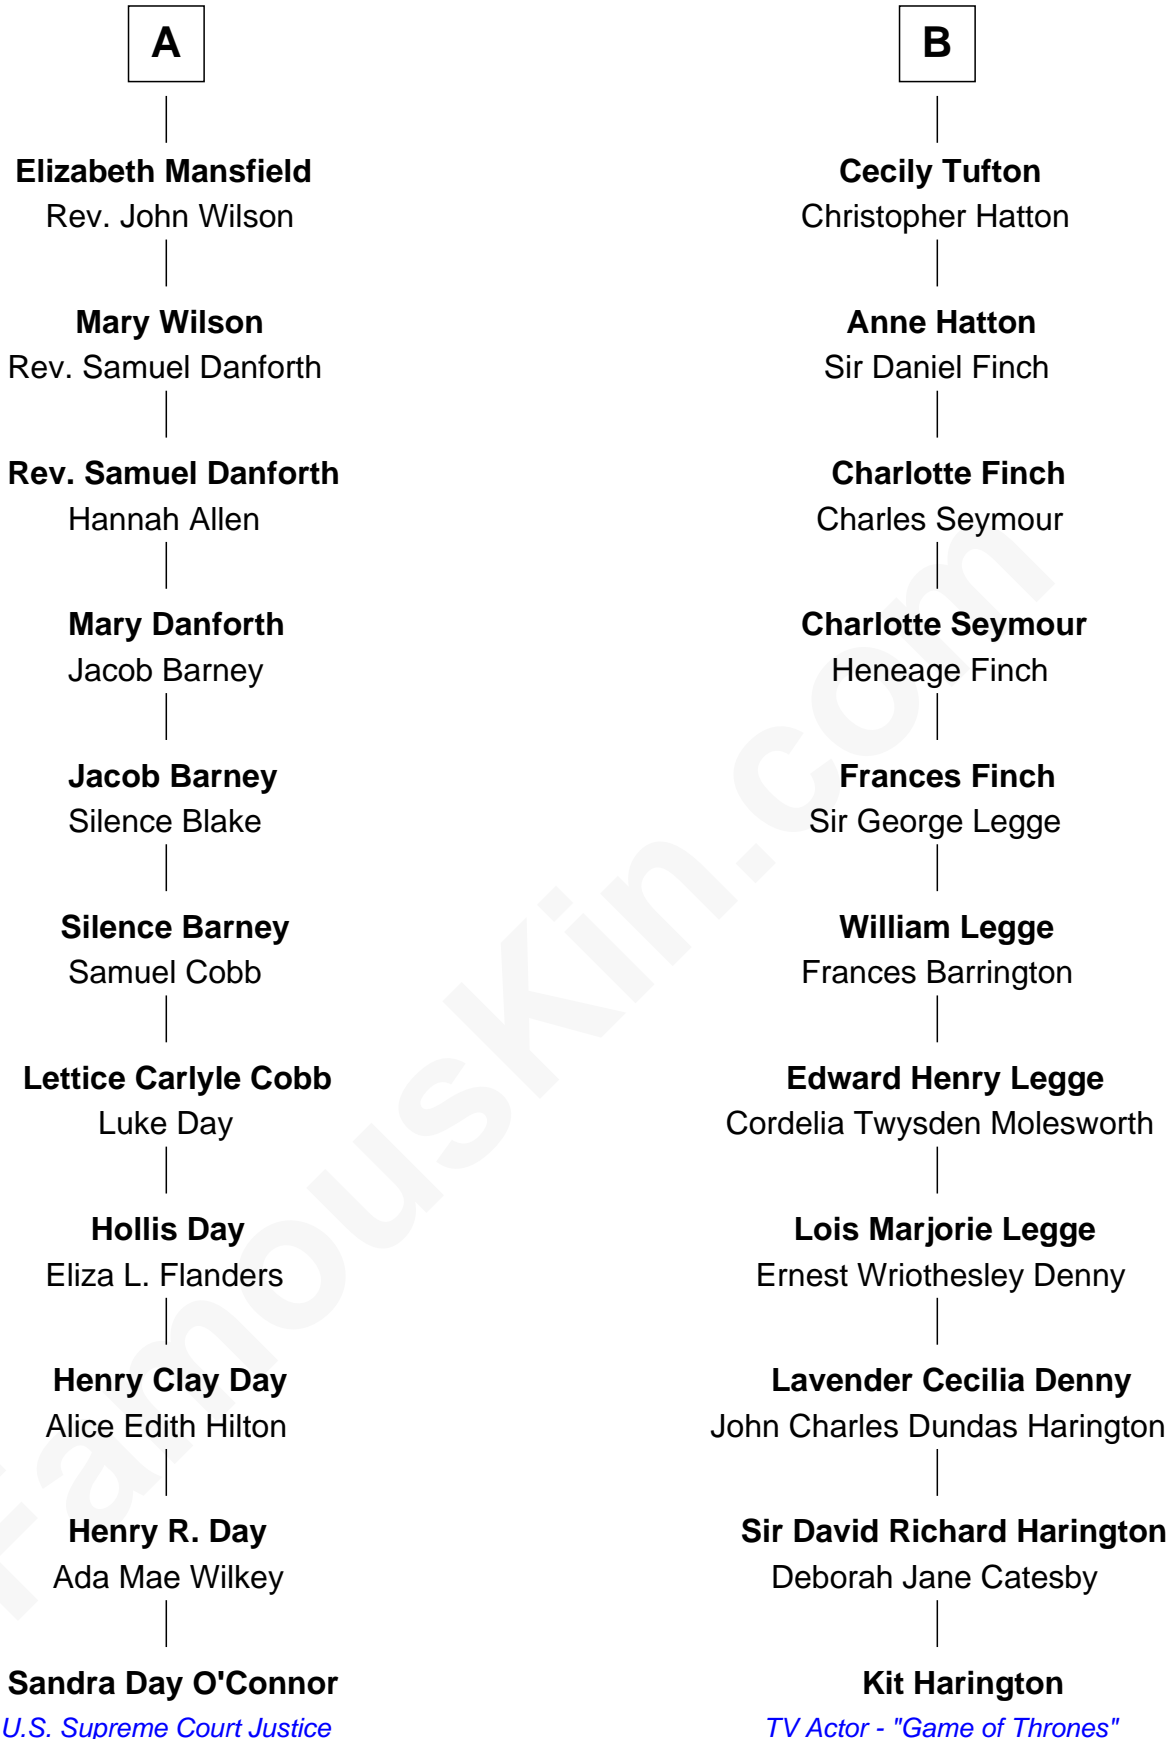 A
Elizabeth Mansfield
Rev. John Wilson
Mary Wilson
Rev. Samuel Danforth
Rev. Samuel Danforth
Hannah Allen
Mary Danforth
Jacob Barney
Jacob Barney
Silence Blake
Silence Barney
Samuel Cobb
Lettice Carlyle Cobb
Luke Day
Hollis Day
Eliza L. Flanders
Henry Clay Day
Alice Edith Hilton
Henry R. Day
Ada Mae Wilkey
Sandra Day O'Connor
U.S. Supreme Court Justice
B
Cecily Tufton
Christopher Hatton
Anne Hatton
Sir Daniel Finch
Charlotte Finch
Charles Seymour
Charlotte Seymour
Heneage Finch
Frances Finch
Sir George Legge
William Legge
Frances Barrington
Edward Henry Legge
Cordelia Twysden Molesworth
Lois Marjorie Legge
Ernest Wriothesley Denny
Lavender Cecilia Denny
John Charles Dundas Harington
Sir David Richard Harington
Deborah Jane Catesby
Kit Harington
TV Actor - "Game of Thrones"
FamousKin.com